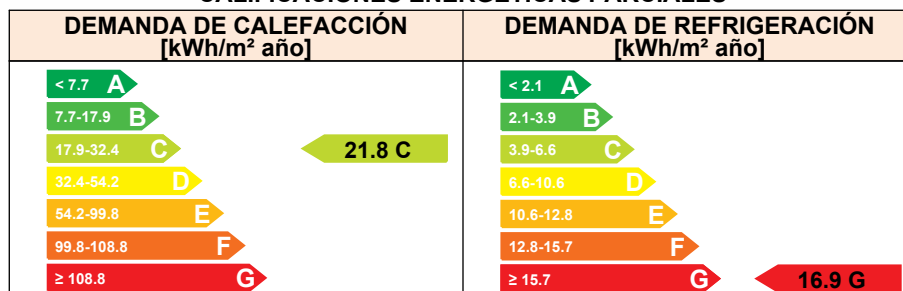 DEMANDA DE CALEFACCIÓN
[kWh/m² año]
< 7.7 A
7.7-17.9 B
17.9-32.4 C
21.8 C
32.4-54.2 D
54.2-99.8 E
99.8-108.8 F
≥ 108.8 G
DEMANDA DE REFRIGERACIÓN
[kWh/m² año]
< 2.1 A
2.1-3.9 B
3.9-6.6 C
6.6-10.6 D
10.6-12.8 E
12.8-15.7 F
≥ 15.7 G
16.9 G